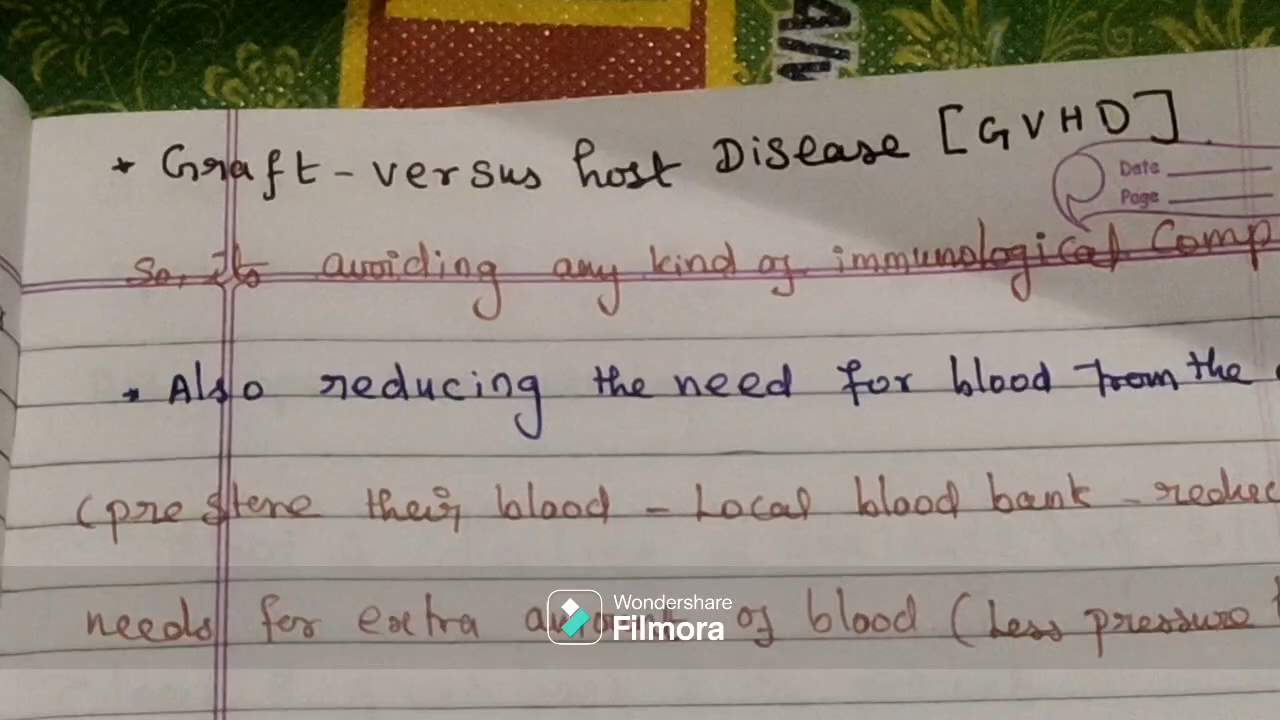 * Graft-versus host Disease [GVHD]
Date
Page
So, its avoiding any kind of immunological Comp
* Also reducing the need for blood from the
(pre store their blood - Local blood bank - reduc
needs for extra amount of blood (Less pressure
Wondershare
Filmora